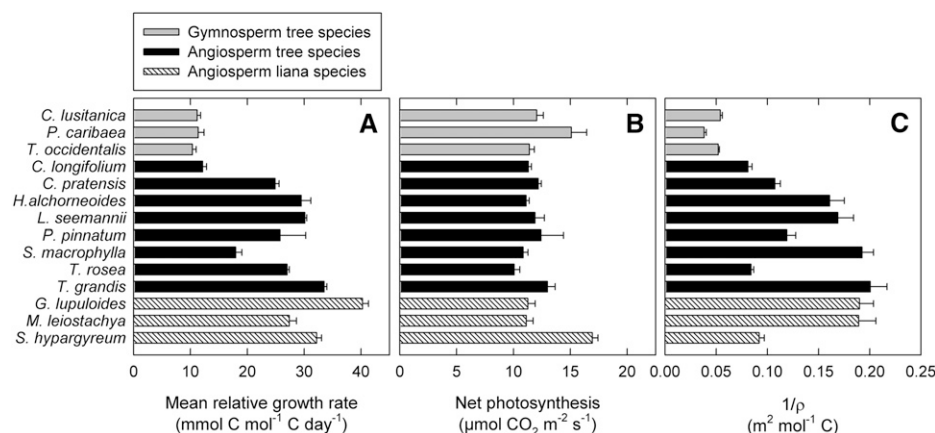 Gymnosperm tree species
Angiosperm tree species
Angiosperm liana species
A
B
C
C. lusitanica
P. caribaea
T. occidentalis
C. longifolium
C. pratensis
H.alchorneoides
L. seemannii
P. pinnatum
S. macrophylla
T. rosea
T. grandis
G. lupuloides
M. leiostachya
S. hypargyreum
0 10 20 30 40
0 5 10 15 20
0.00 0.05 0.10 0.15 0.20
Mean relative growth rate
(mmol C mol⁻¹ C day⁻¹)
Net photosynthesis
(µmol CO₂ m⁻² s⁻¹)
1/ρ
(m² mol⁻¹ C)